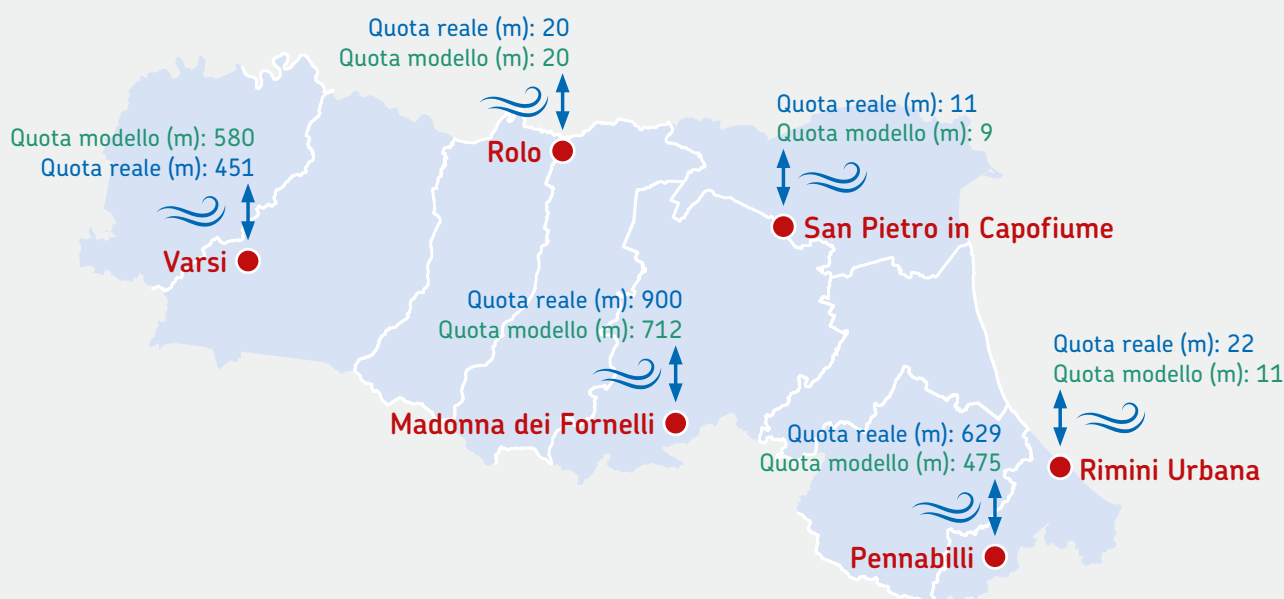 Quota reale (m): 20
Quota modello (m): 20
Rolo
Quota reale (m): 11
Quota modello (m): 9
San Pietro in Capofiume
Quota modello (m): 580
Quota reale (m): 451
Varsi
Quota reale (m): 900
Quota modello (m): 712
Madonna dei Fornelli
Quota reale (m): 22
Quota modello (m): 11
Rimini Urbana
Quota reale (m): 629
Quota modello (m): 475
Pennabilli